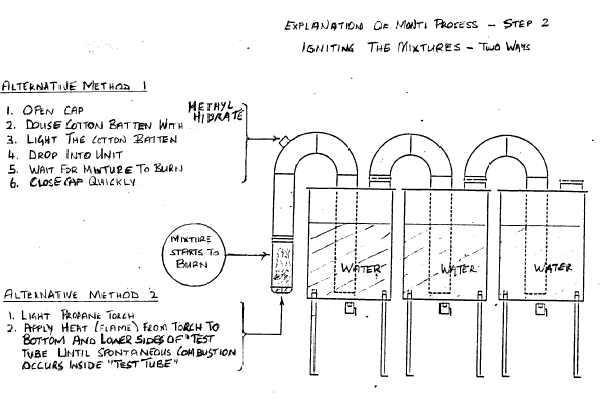 EXPLANATION OF MONTI PROSESS - STEP 2
IGNITING THE MIXTURES - TWO WAYS
ALTERNATIVE METHOD 1
1. OPEN CAP
2. DOUSE COTTON BATTEN WITH
3. LIGHT THE COTTON BATTEN
4. DROP INTO UNIT
5. WAIT FOR MIXTURE TO BURN
6. CLOSE CAP QUICKLY
METHYL
HIDRATE
MIXTURE
STARTS TO
BURN
WATER
WATER
WATER
ALTERNATIVE METHOD 2
1. LIGHT PROPANE TORCH
2. APPLY HEAT (FLAME) FROM TORCH TO
BOTTOM AND LOWER SIDES OF "TEST
TUBE UNTIL SPONTANEOUS COMBUSTION
OCCURS INSIDE "TEST TUBE"